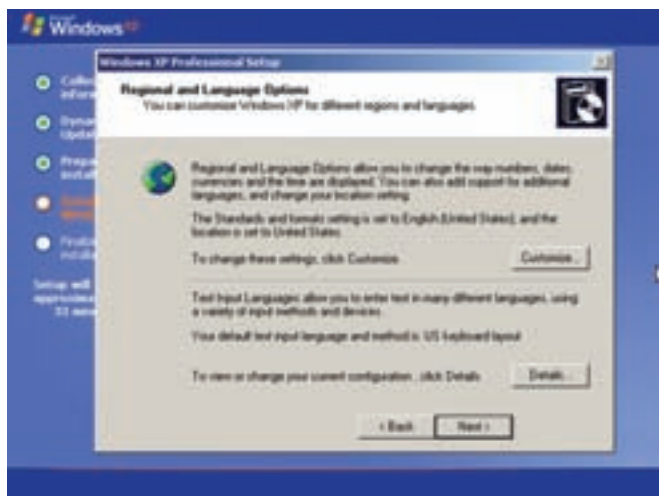 Windows xp
Windows XP Professional Setup
Regional and Language Options
You can customize Windows XP for different regions and languages.
Regional and Language Options allow you to change the way numbers, dates,
currencies and the time are displayed. You can also add support for additional
languages, and change your location setting.
The Standards and formats setting is set to English (United States), and the
location is set to United States.
To change these settings, click Customize.
Customize...
Text Input Languages allow you to enter text in many different languages, using
a variety of input methods and devices.
Your default text input language and method is: US keyboard layout
To view or change your current configuration, click Details.
Details...
< Back
Next >
Setup will